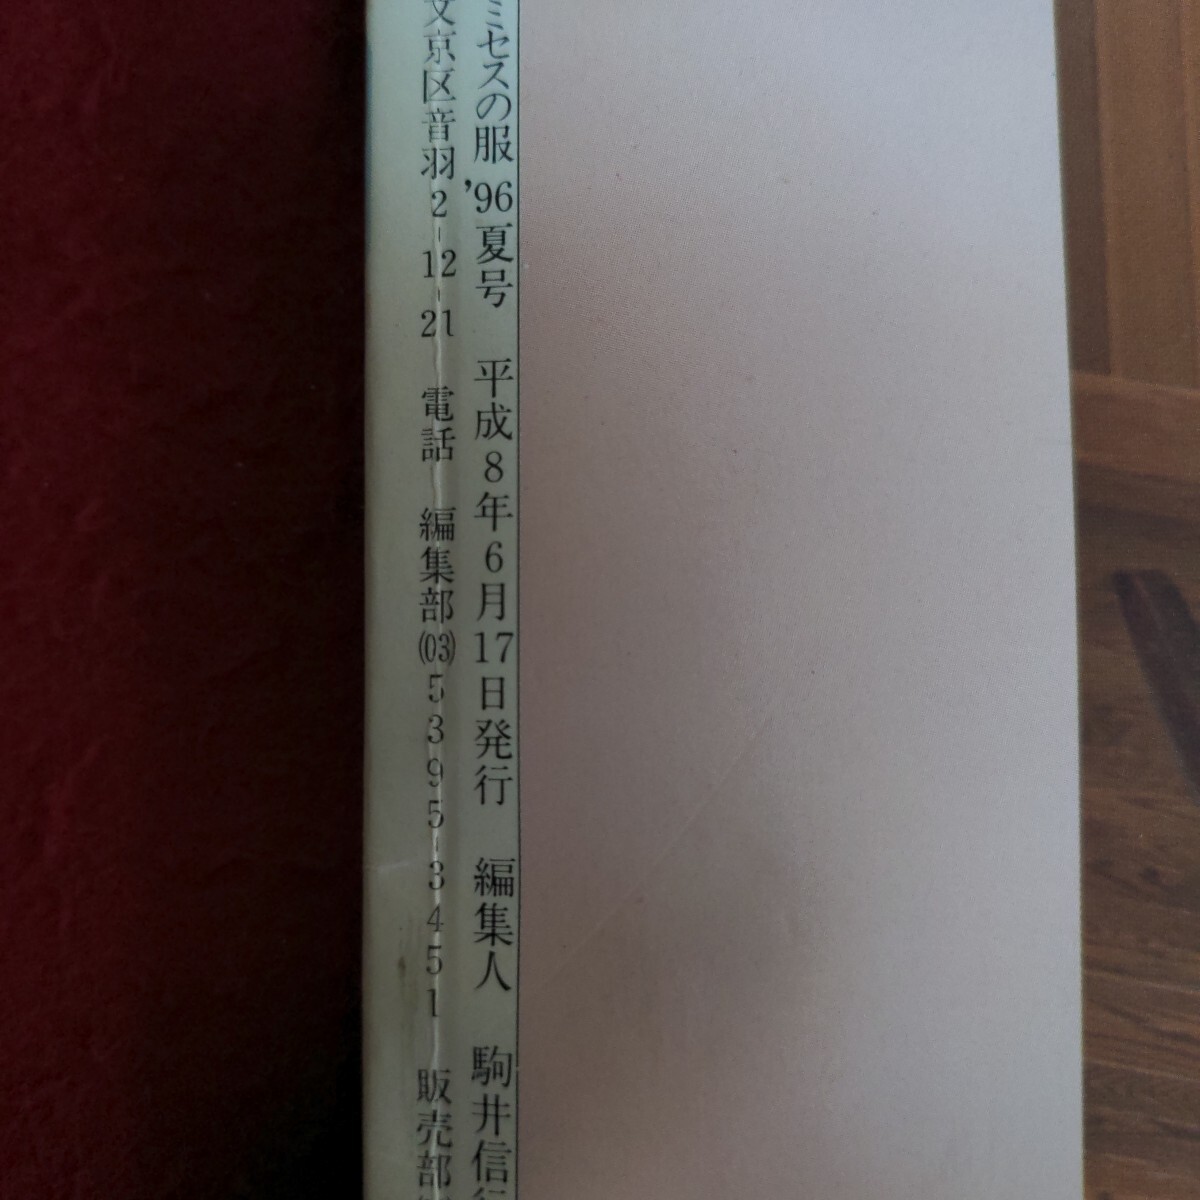 ミセスの服 '96夏号 平成8年6月17日発行 編集人 駒井信行
文京区音羽2-12-21 電話 編集部(03)5395-3451 販売部